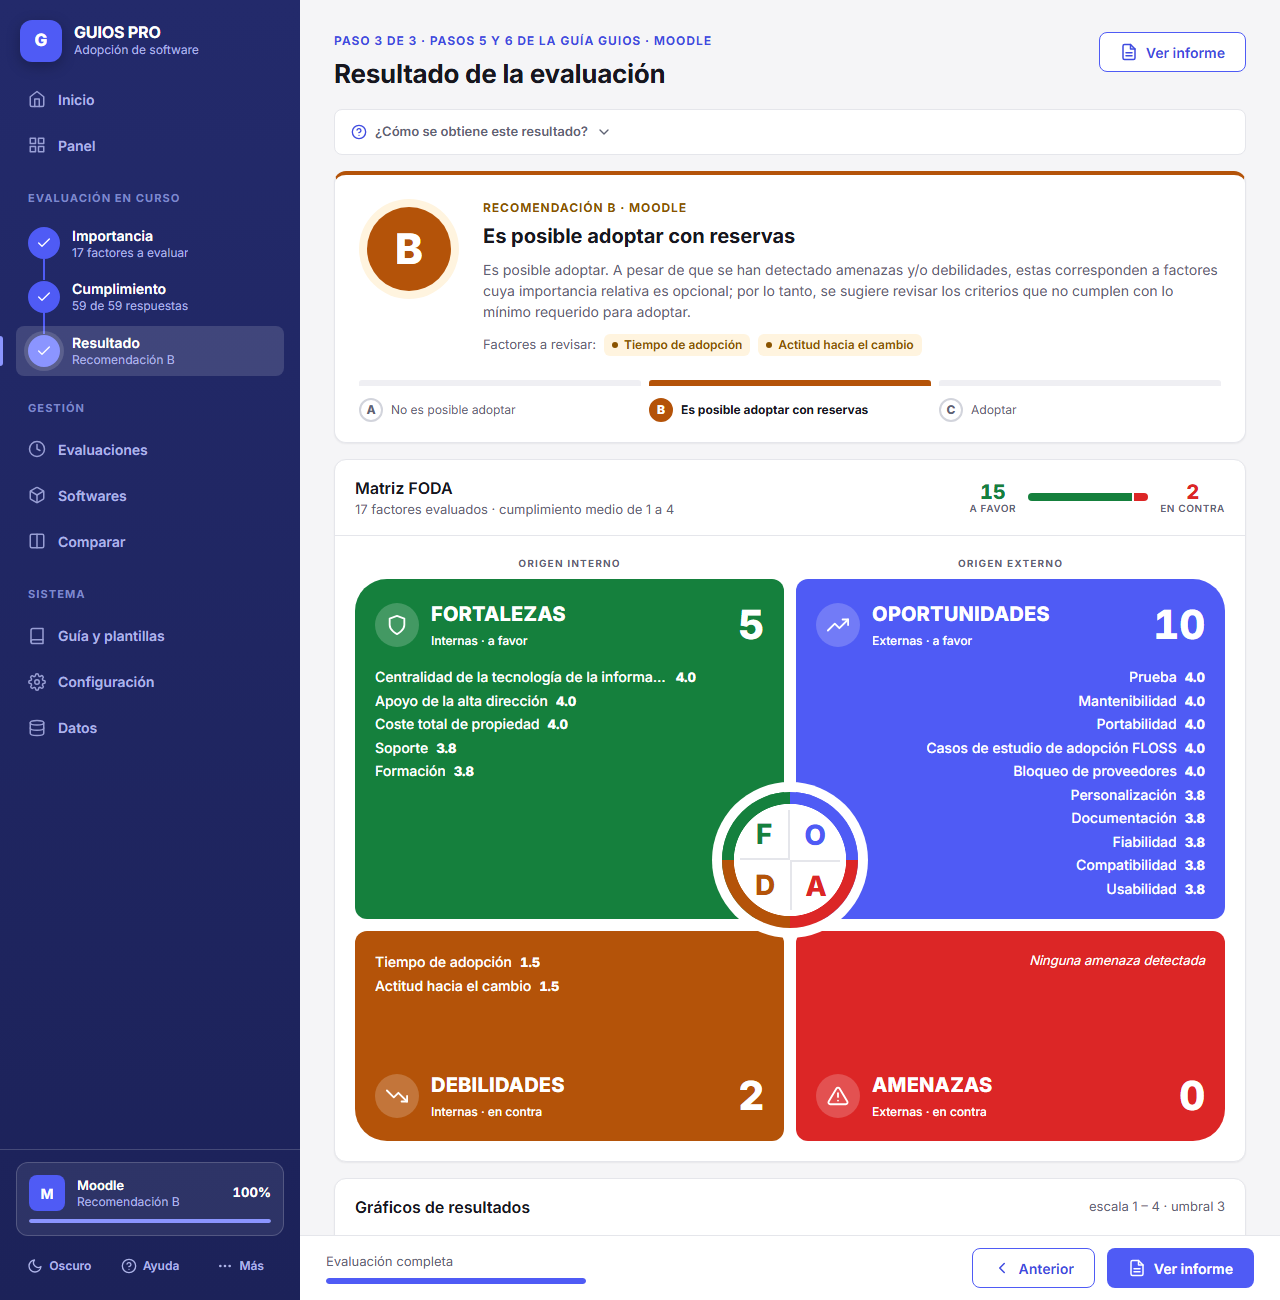 G
GUIOS PRO
Adopción de software
Inicio
Panel
EVALUACIÓN EN CURSO
Importancia
17 factores a evaluar
Cumplimiento
59 de 59 respuestas
Resultado
Recomendación B
GESTIÓN
Evaluaciones
Softwares
Comparar
SISTEMA
Guía y plantillas
Configuración
Datos
M
Moodle
Recomendación B
100%
Oscuro
Ayuda
Más
PASO 3 DE 3 · PASOS 5 Y 6 DE LA GUÍA GUIOS · MOODLE
Resultado de la evaluación
Ver informe
¿Cómo se obtiene este resultado?
B
RECOMENDACIÓN B · MOODLE
Es posible adoptar con reservas
Es posible adoptar. A pesar de que se han detectado amenazas y/o debilidades, estas corresponden a factores
cuya importancia relativa es opcional; por lo tanto, se sugiere revisar los criterios que no cumplen con lo
mínimo requerido para adoptar.
Factores a revisar: Tiempo de adopción Actitud hacia el cambio
A No es posible adoptar
B Es posible adoptar con reservas
C Adoptar
Matriz FODA
17 factores evaluados · cumplimiento medio de 1 a 4
15
A FAVOR
2
EN CONTRA
ORIGEN INTERNO
ORIGEN EXTERNO
FORTALEZAS
Internas · a favor
5
Centralidad de la tecnología de la informa... 4.0
Apoyo de la alta dirección 4.0
Coste total de propiedad 4.0
Soporte 3.8
Formación 3.8
OPORTUNIDADES
Externas · a favor
10
Prueba 4.0
Mantenibilidad 4.0
Portabilidad 4.0
Casos de estudio de adopción FLOSS 4.0
Bloqueo de proveedores 4.0
Personalización 3.8
Documentación 3.8
Fiabilidad 3.8
Compatibilidad 3.8
Usabilidad 3.8
F O
D A
Tiempo de adopción 1.5
Actitud hacia el cambio 1.5
DEBILIDADES
Internas · en contra
2
Ninguna amenaza detectada
AMENAZAS
Externas · en contra
0
Gráficos de resultados
escala 1 – 4 · umbral 3
Evaluación completa
Anterior
Ver informe